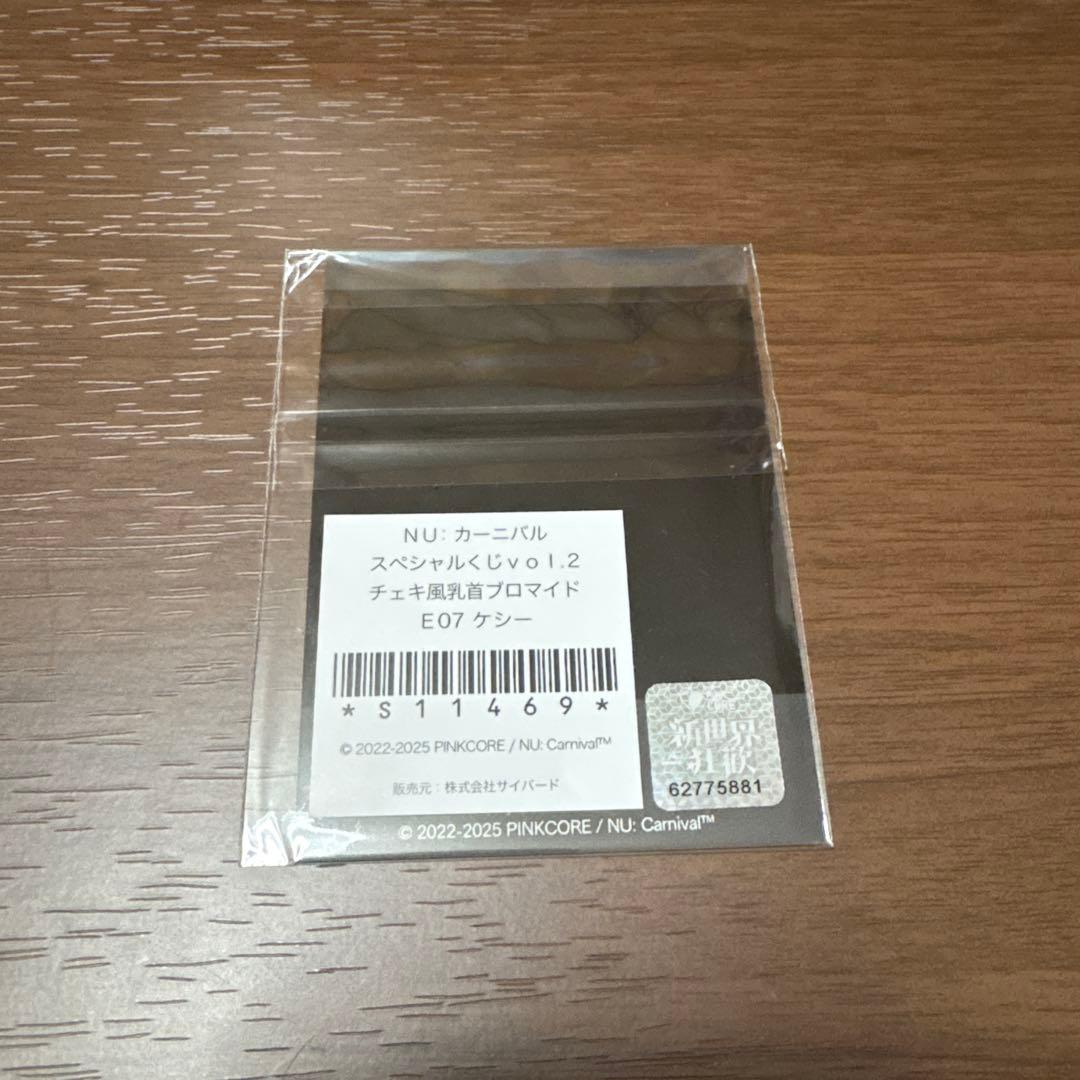 NU: カーニバル
スペシャルくじvol.2
チェキ風乳首ブロマイド
E07 ケシー
*S11469*
© 2022-2025 PINKCORE / NU: Carnival™
販売元：株式会社サイバード
CORE
新世界
狂歡
62775881
© 2022-2025 PINKCORE / NU: Carnival™